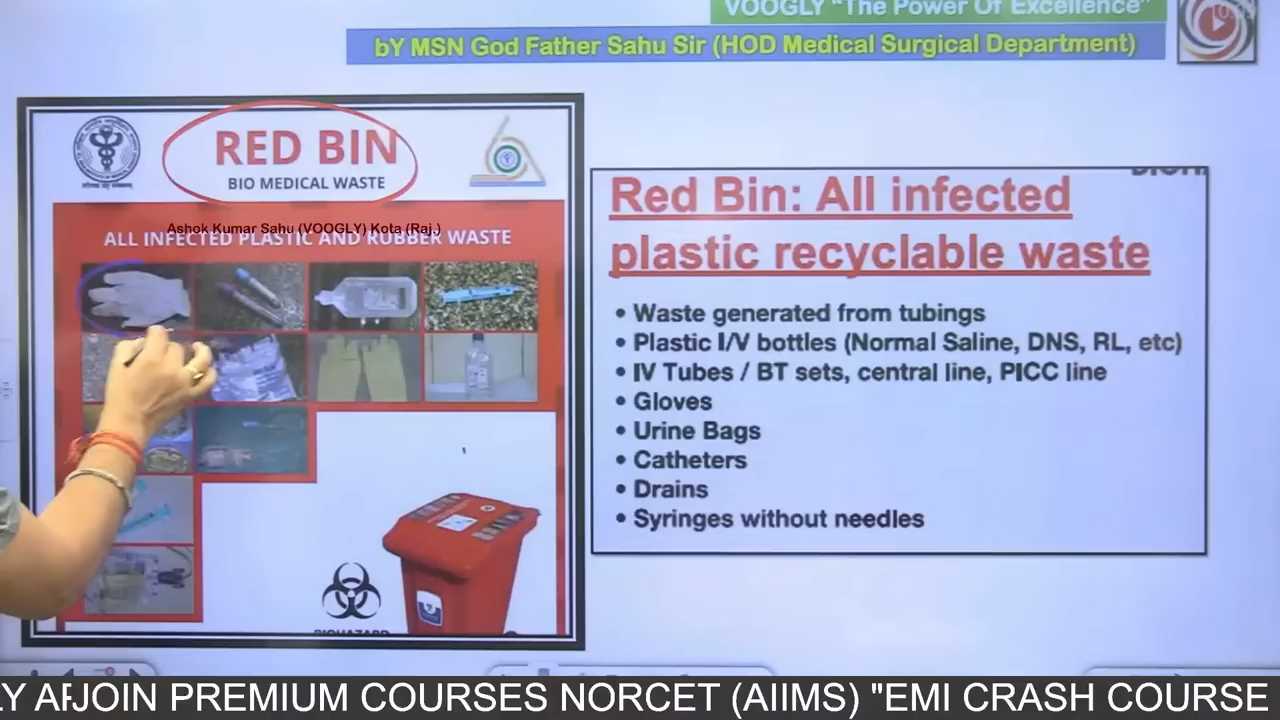 VOOGLY "The Power Of Excellence"
bY MSN God Father Sahu Sir (HOD Medical Surgical Department)
RED BIN
BIO MEDICAL WASTE
Ashok Kumar Sahu (VOOGLY) Kota (Raj.)
ALL INFECTED PLASTIC AND RUBBER WASTE
BIOHAZARD
Red Bin: All infected
plastic recyclable waste
• Waste generated from tubings
• Plastic I/V bottles (Normal Saline, DNS, RL, etc)
• IV Tubes / BT sets, central line, PICC line
• Gloves
• Urine Bags
• Catheters
• Drains
• Syringes without needles
JOIN PREMIUM COURSES NORCET (AIIMS) "EMI CRASH COURSE